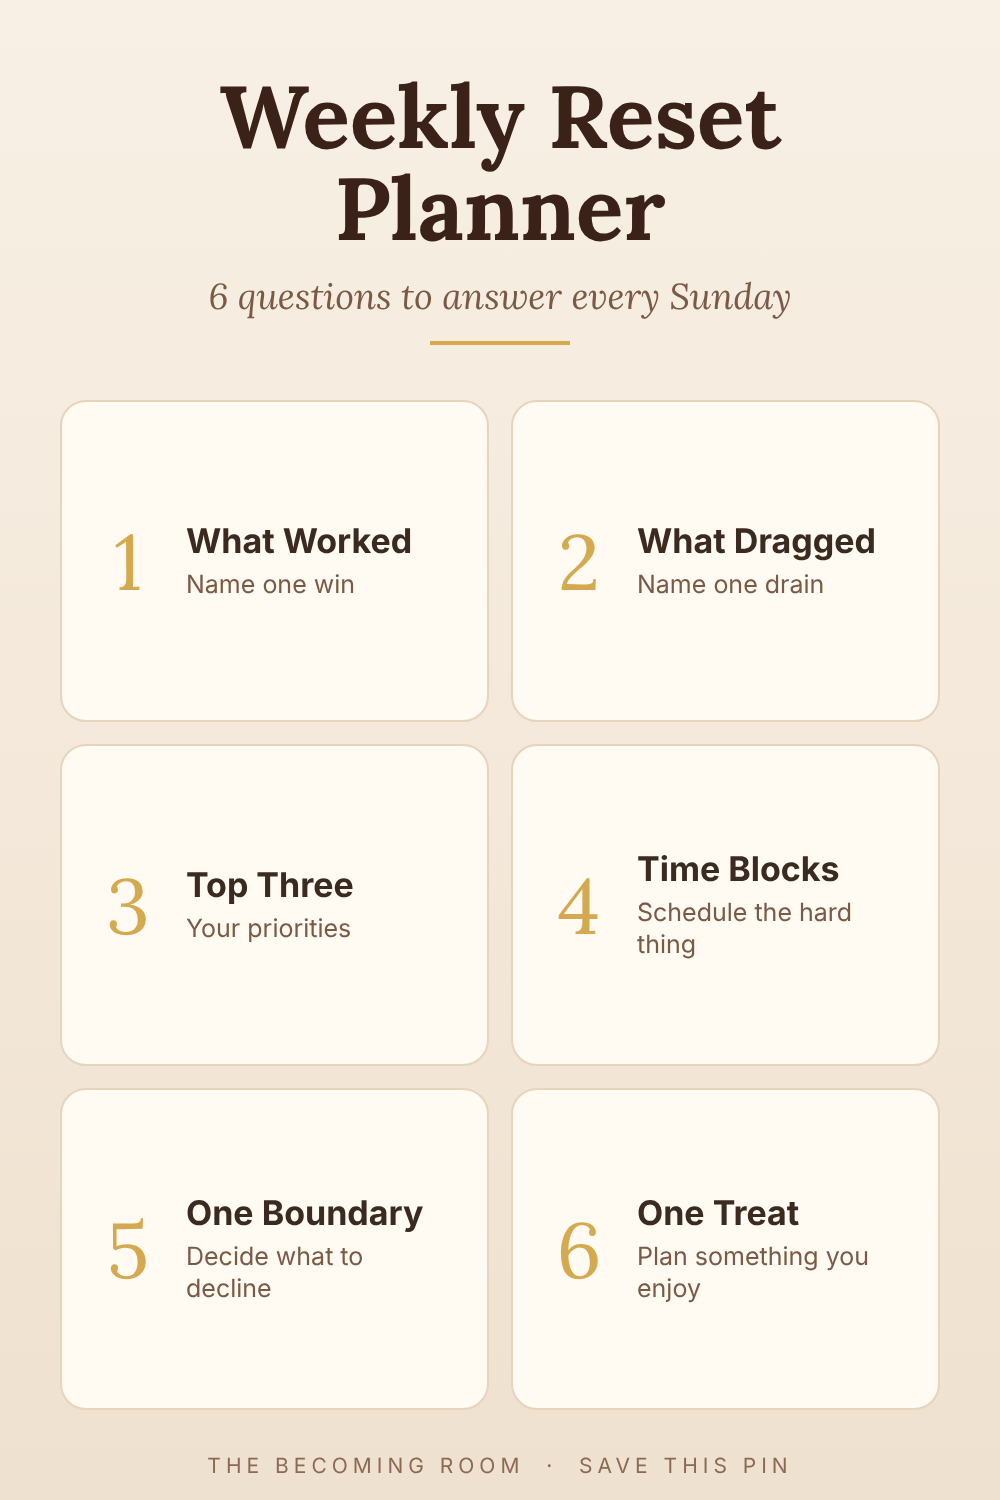 Weekly Reset
Planner
6 questions to answer every Sunday
1
What Worked
Name one win
2
What Dragged
Name one drain
3
Top Three
Your priorities
4
Time Blocks
Schedule the hard
thing
5
One Boundary
Decide what to
decline
6
One Treat
Plan something you
enjoy
THE BECOMING ROOM · SAVE THIS PIN